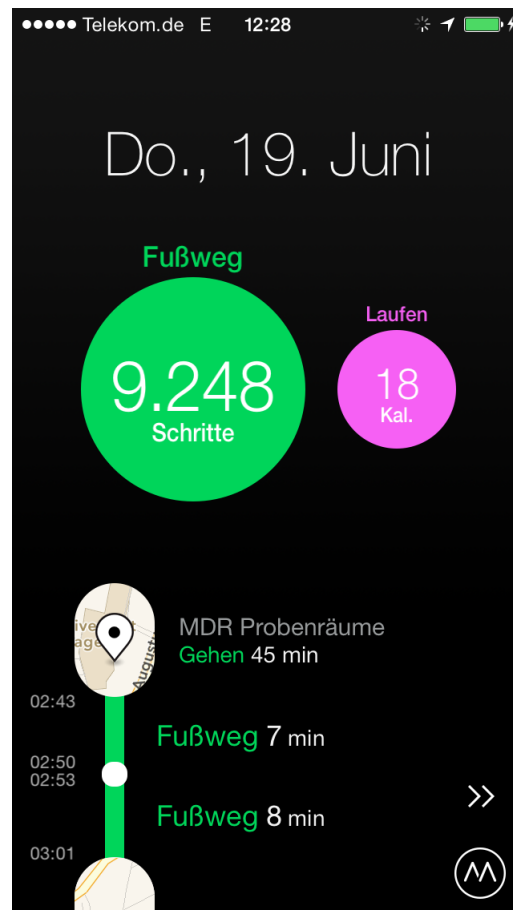 Telekom.de E 12:28
Do., 19. Juni
Fußweg
Laufen
9.248
Schritte
18
Kal.
MDR Probenräume
Gehen 45 min
02:43
Fußweg 7 min
02:50
02:53
Fußweg 8 min
03:01